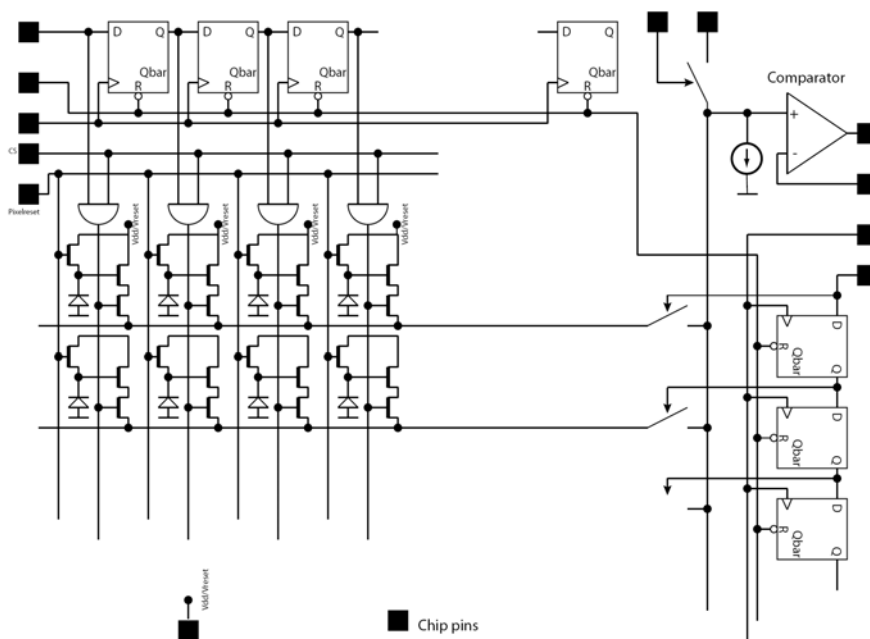 D Q D Q D Q D
Qbar Qbar Qbar Qbar
R R R R
Comparator
+
-
CS
Pixelreset
Vdd/Vreset Vdd/Vreset Vdd/Vreset Vdd/Vreset
D
R Qbar Q
D
R Qbar Q
D
R Qbar Q
Vdd/Vreset
Chip pins